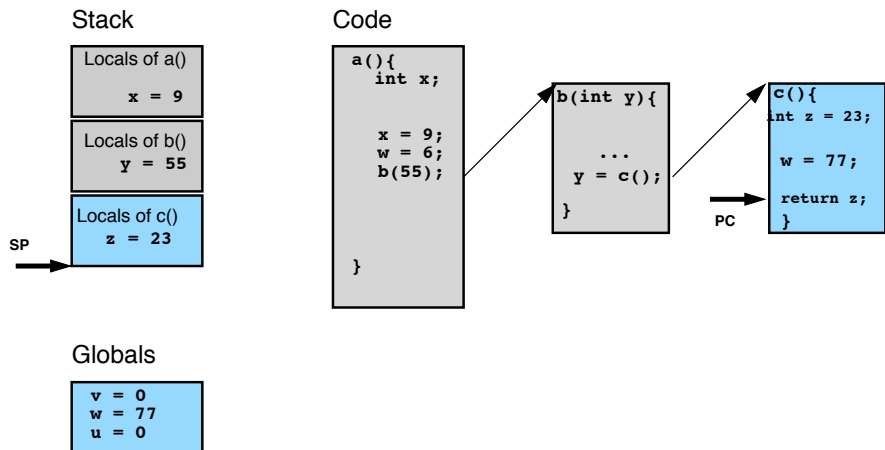 Stack
Locals of a()
x = 9
Locals of b()
y = 55
Locals of c()
z = 23
SP
Code
a(){
int x;
x = 9;
w = 6;
b(55);
}
b(int y){
...
y = c();
}
c(){
int z = 23;
w = 77;
return z;
}
PC
Globals
v = 0
w = 77
u = 0